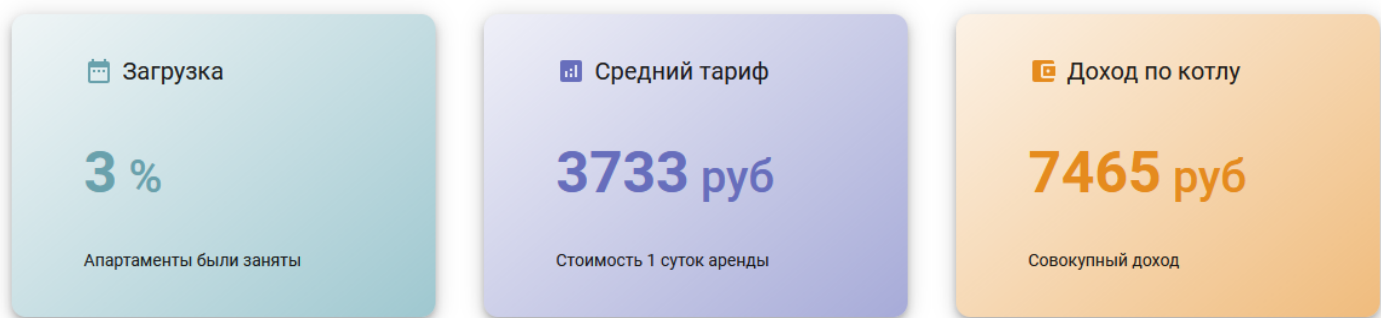 Загрузка
3 %
Апартаменты были заняты
Средний тариф
3733 руб
Стоимость 1 суток аренды
Доход по котлу
7465 руб
Совокупный доход